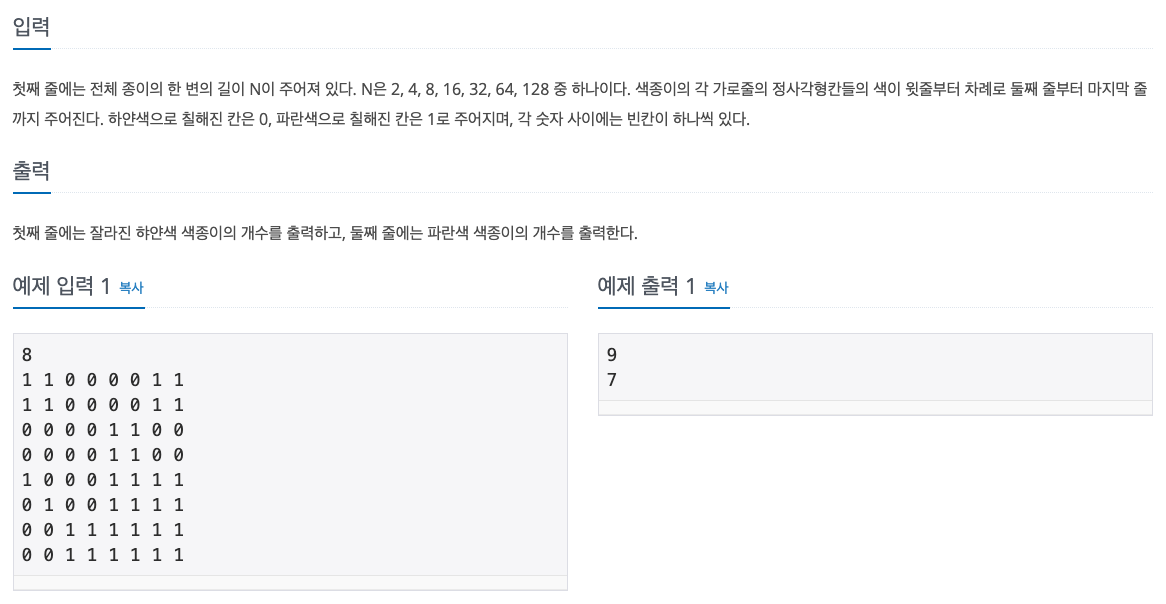 입력
첫째 줄에는 전체 종이의 한 변의 길이 N이 주어져 있다. N은 2, 4, 8, 16, 32, 64, 128 중 하나이다. 색종이의 각 가로줄의 정사각형칸들의 색이 윗줄부터 차례로 둘째 줄부터 마지막 줄
까지 주어진다. 하얀색으로 칠해진 칸은 0, 파란색으로 칠해진 칸은 1로 주어지며, 각 숫자 사이에는 빈칸이 하나씩 있다.
출력
첫째 줄에는 잘라진 햐얀색 색종이의 개수를 출력하고, 둘째 줄에는 파란색 색종이의 개수를 출력한다.
예제 입력 1 복사
8
1 1 0 0 0 0 1 1
1 1 0 0 0 0 1 1
0 0 0 0 1 1 0 0
0 0 0 0 1 1 0 0
1 0 0 0 1 1 1 1
0 1 0 0 1 1 1 1
0 0 1 1 1 1 1 1
0 0 1 1 1 1 1 1
예제 출력 1 복사
9
7